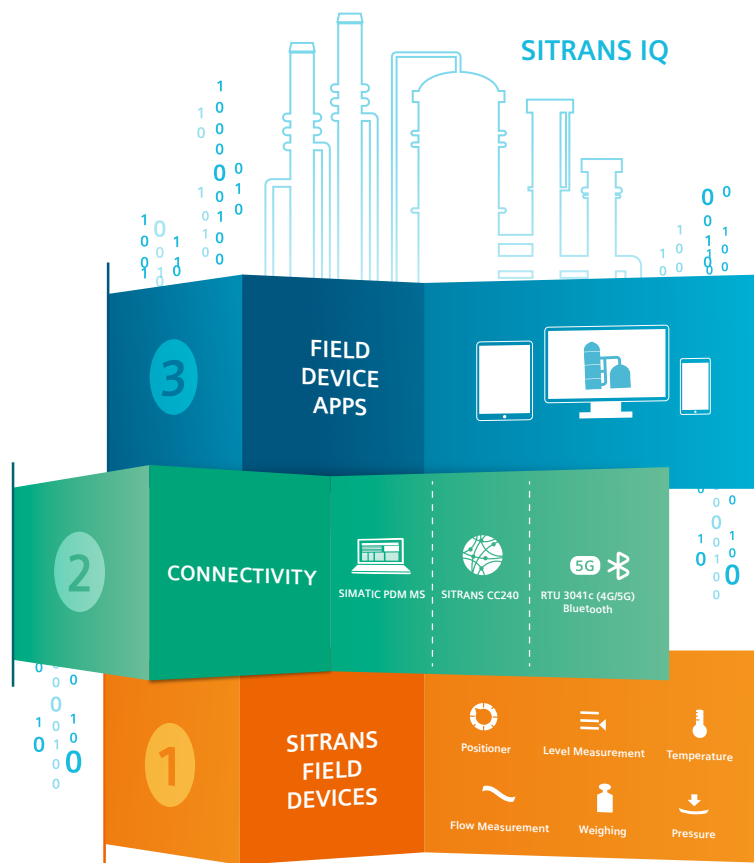 SITRANS IQ
3
FIELD
DEVICE
APPS
2
CONNECTIVITY
SIMATIC PDM MS
SITRANS CC240
5G
RTU 3041c (4G/5G)
Bluetooth
1
SITRANS
FIELD
DEVICES
Positioner
Level Measurement
Temperature
Flow Measurement
Weighing
Pressure